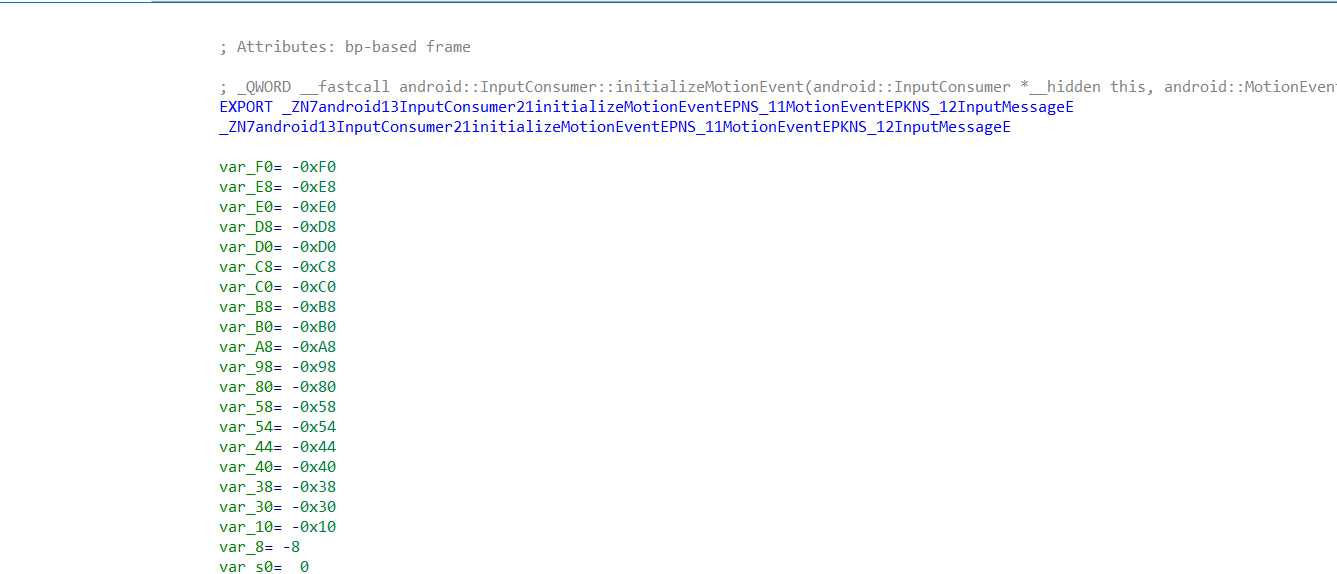 ; Attributes: bp-based frame
; _QWORD __fastcall android::InputConsumer::initializeMotionEvent(android::InputConsumer *__hidden this, android::MotionEvent
EXPORT _ZN7android13InputConsumer21initializeMotionEventEPNS_11MotionEventEPKNS_12InputMessageE
_ZN7android13InputConsumer21initializeMotionEventEPNS_11MotionEventEPKNS_12InputMessageE
var_F0= -0xF0
var_E8= -0xE8
var_E0= -0xE0
var_D8= -0xD8
var_D0= -0xD0
var_C8= -0xC8
var_C0= -0xC0
var_B8= -0xB8
var_B0= -0xB0
var_A8= -0xA8
var_98= -0x98
var_80= -0x80
var_58= -0x58
var_54= -0x54
var_44= -0x44
var_40= -0x40
var_38= -0x38
var_30= -0x30
var_10= -0x10
var_8= -8
var_s0=  0